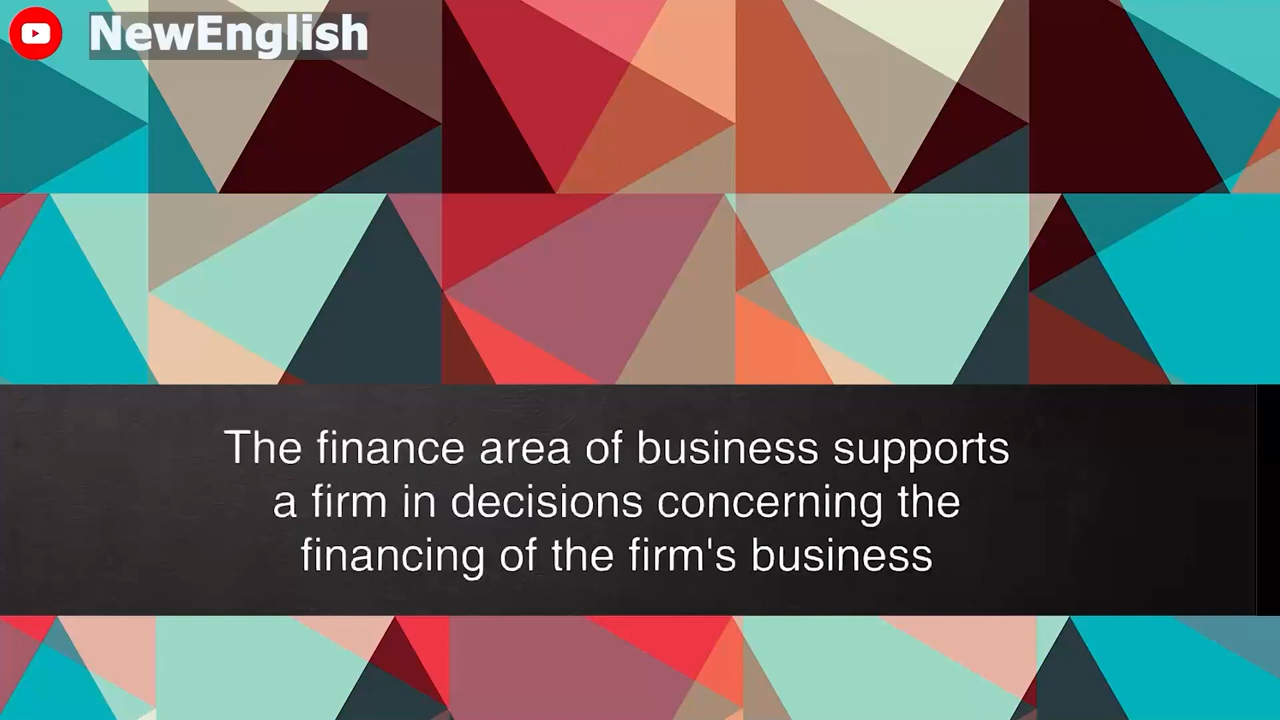 NewEnglish
The finance area of business supports
a firm in decisions concerning the
financing of the firm's business